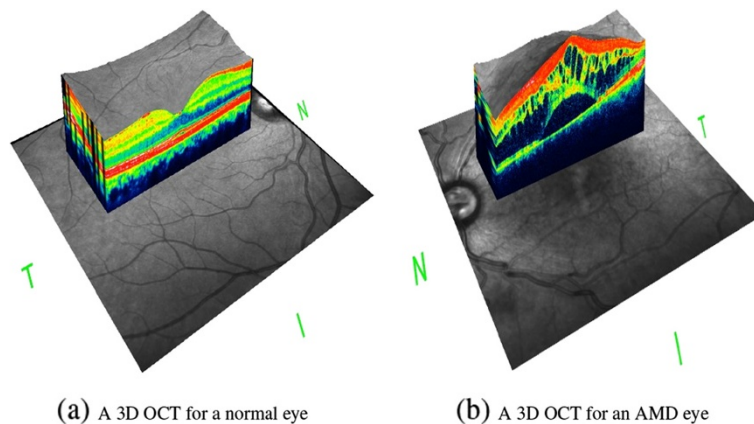 N
T
I
T
N
I
(a) A 3D OCT for a normal eye
(b) A 3D OCT for an AMD eye